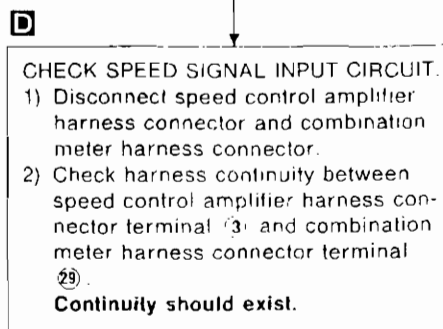 D
CHECK SPEED SIGNAL INPUT CIRCUIT.
1) Disconnect speed control amplifier
harness connector and combination
meter harness connector.
2) Check harness continuity between
speed control amplifier harness con-
nector terminal ③ and combination
meter harness connector terminal
㉙.
Continuity should exist.